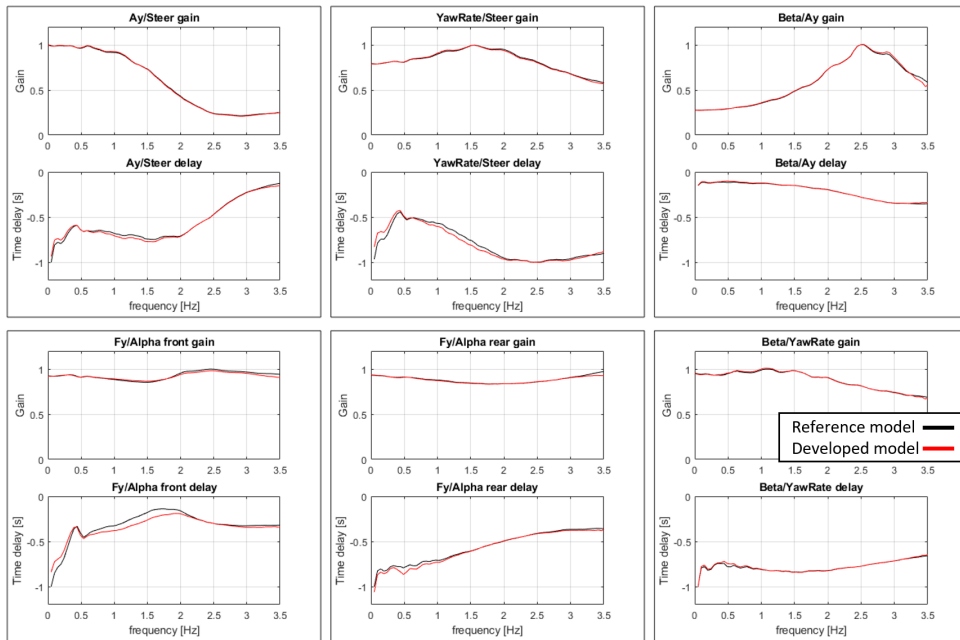 Ay/Steer gain
Gain
1
0.5
0
0 0.5 1 1.5 2 2.5 3 3.5
Ay/Steer delay
Time delay [s]
0
-0.5
-1
0 0.5 1 1.5 2 2.5 3 3.5
frequency [Hz]
YawRate/Steer gain
Gain
1
0.5
0
0 0.5 1 1.5 2 2.5 3 3.5
YawRate/Steer delay
Time delay [s]
0
-0.5
-1
0 0.5 1 1.5 2 2.5 3 3.5
frequency [Hz]
Beta/Ay gain
Gain
1
0.5
0
0 0.5 1 1.5 2 2.5 3 3.5
Beta/Ay delay
Time delay [s]
0
-0.5
-1
0 0.5 1 1.5 2 2.5 3 3.5
frequency [Hz]
Fy/Alpha front gain
Gain
1
0.5
0
0 0.5 1 1.5 2 2.5 3 3.5
Fy/Alpha front delay
Time delay [s]
0
-0.5
-1
0 0.5 1 1.5 2 2.5 3 3.5
frequency [Hz]
Fy/Alpha rear gain
Gain
1
0.5
0
0 0.5 1 1.5 2 2.5 3 3.5
Fy/Alpha rear delay
Time delay [s]
0
-0.5
-1
0 0.5 1 1.5 2 2.5 3 3.5
frequency [Hz]
Beta/YawRate gain
Gain
1
0.5
0
0 0.5 1 1.5 2 2.5 3 3.5
Reference model
Developed model
Beta/YawRate delay
Time delay [s]
0
-0.5
-1
0 0.5 1 1.5 2 2.5 3 3.5
frequency [Hz]